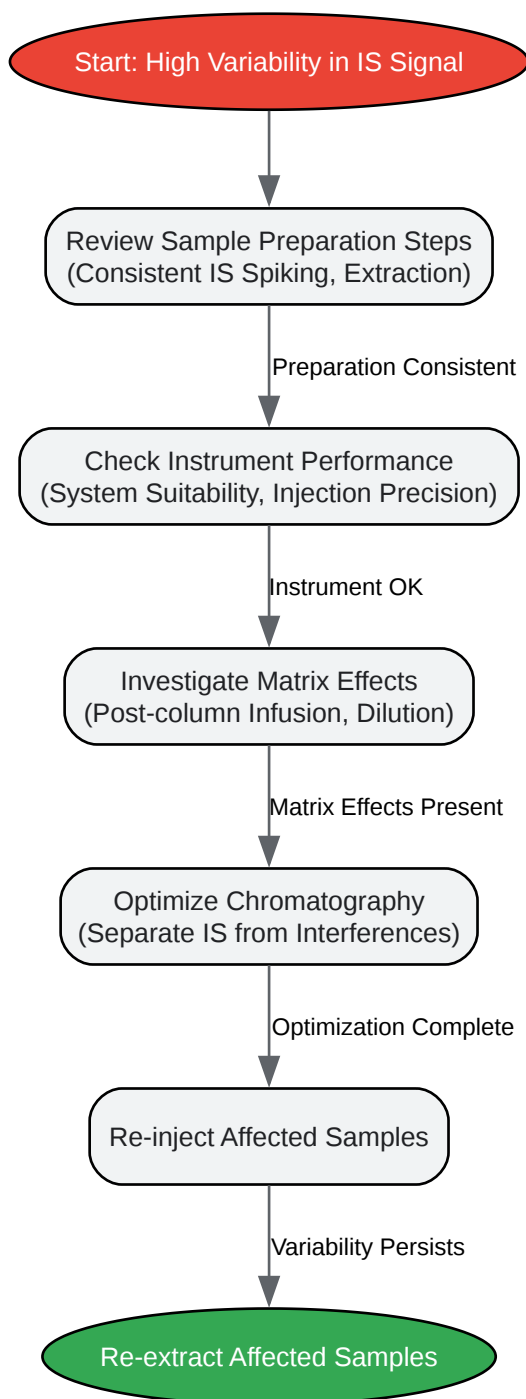 Start: High Variability in IS Signal
Review Sample Preparation Steps
(Consistent IS Spiking, Extraction)
Preparation Consistent
Check Instrument Performance
(System Suitability, Injection Precision)
Instrument OK
Investigate Matrix Effects
(Post-column Infusion, Dilution)
Matrix Effects Present
Optimize Chromatography
(Separate IS from Interferences)
Optimization Complete
Re-inject Affected Samples
Variability Persists
Re-extract Affected Samples